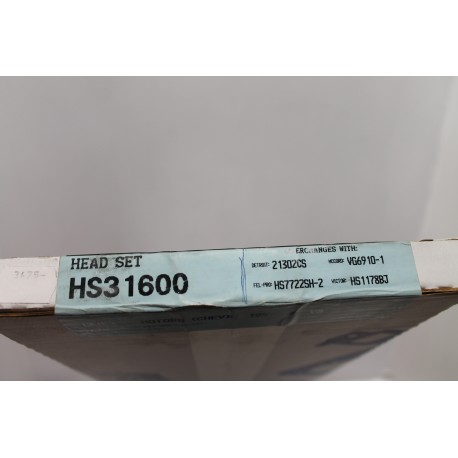 HEAD SET
HS31600
EXCHANGES WITH:
DETROIT: 21302CS MCCORD: VG6910-1
FEL-PRO: HS7722SH-2 VICTOR: HS1178BJ